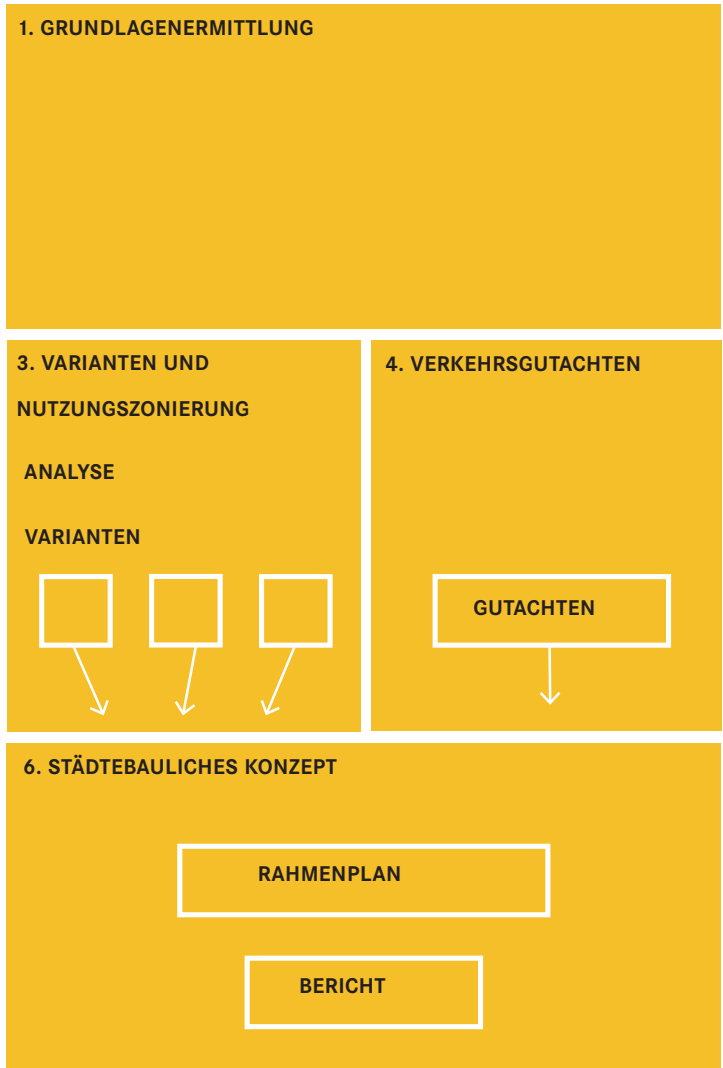 1. GRUNDLAGENERMITTLUNG
3. VARIANTEN UND
NUTZUNGSZONIERUNG
ANALYSE
VARIANTEN
4. VERKEHRSGUTACHTEN
GUTACHTEN
6. STÄDTEBAULICHES KONZEPT
RAHMENPLAN
BERICHT